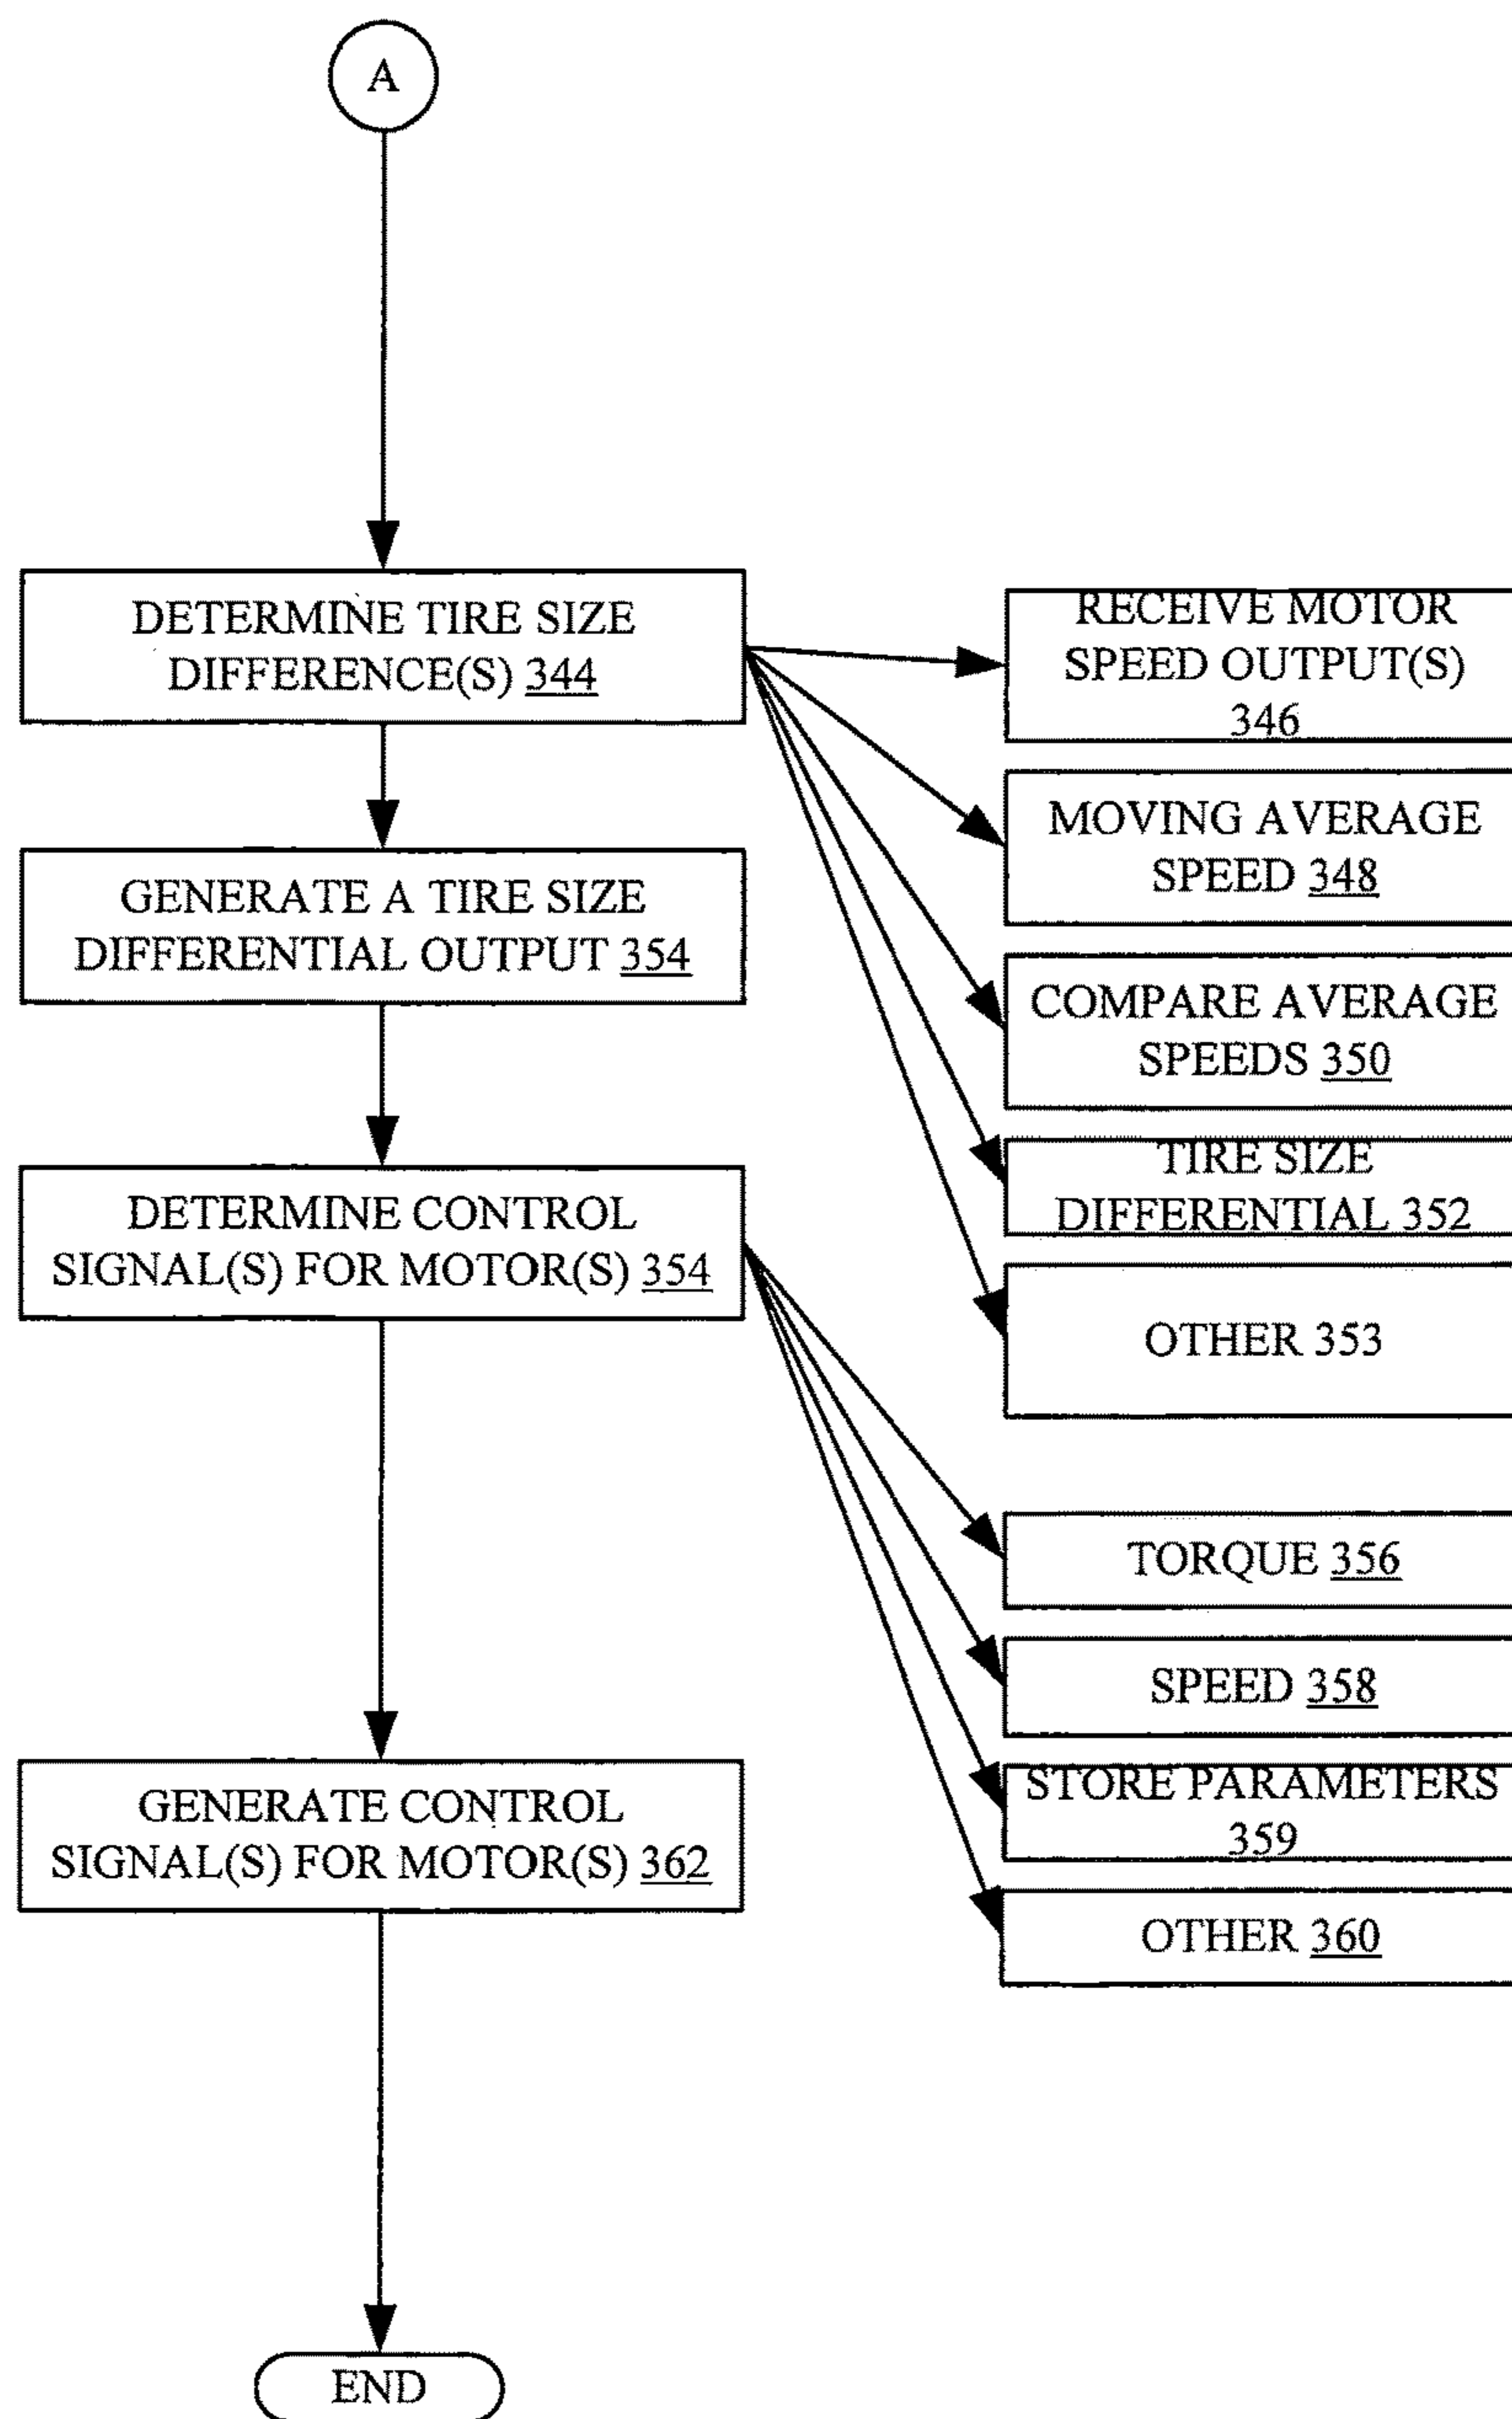 A
DETERMINE TIRE SIZE
DIFFERENCE(S) 344
RECEIVE MOTOR
SPEED OUTPUT(S)
346
MOVING AVERAGE
SPEED 348
GENERATE A TIRE SIZE
DIFFERENTIAL OUTPUT 354
COMPARE AVERAGE
SPEEDS 350
TIRE SIZE
DIFFERENTIAL 352
DETERMINE CONTROL
SIGNAL(S) FOR MOTOR(S) 354
OTHER 353
TORQUE 356
SPEED 358
STORE PARAMETERS
359
GENERATE CONTROL
SIGNAL(S) FOR MOTOR(S) 362
OTHER 360
END